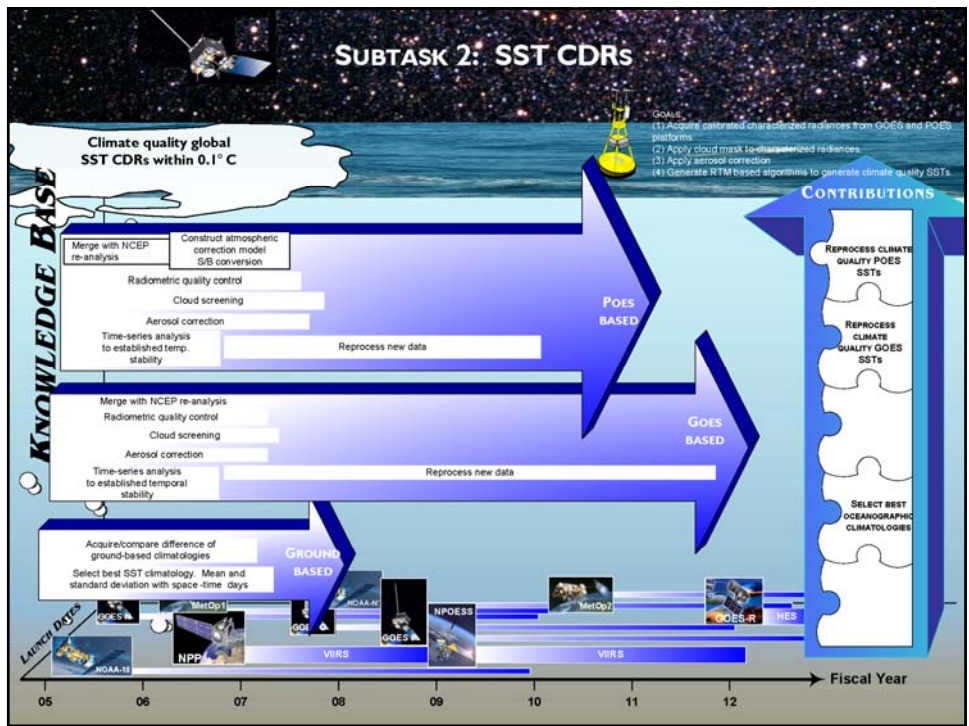 SUBTASK 2: SST CDRS
GOALS
(1) Acquire calibrated characterized radiances from GOES and POES
platforms
(2) Apply cloud mask to characterized radiances.
(3) Apply aerosol correction
(4) Generate RTM based algorithms to generate climate quality SSTs.
Climate quality global
SST CDRs within 0.1° C
KNOWLEDGE BASE
CONTRIBUTIONS
Merge with NCEP
re-analysis
Construct atmospheric
correction model
S/B conversion
Radiometric quality control
Cloud screening
Aerosol correction
Time-series analysis
to established temp.
stability
Reprocess new data
POES
BASED
Merge with NCEP re-analysis
Radiometric quality control
Cloud screening
Aerosol correction
Time-series analysis
to established temporal
stability
Reprocess new data
GOES
BASED
Acquire/compare difference of
ground-based climatologies
Select best SST climatology. Mean and
standard deviation with space-time days
GROUND
BASED
REPROCESS CLIMATE
QUALITY POES
SSTS
REPROCESS
CLIMATE
QUALITY GOES
SSTS
SELECT BEST
OCEANOGRAPHIC
CLIMATOLOGIES
LAUNCH DATES
NOAA-18
GOES N
MetOp1
NPP
GOES
NOAA-N'
GOES
NPOESS
MetOp2
GOES-R
HES
VIIRS
VIIRS
05 06 07 08 09 10 11 12
Fiscal Year